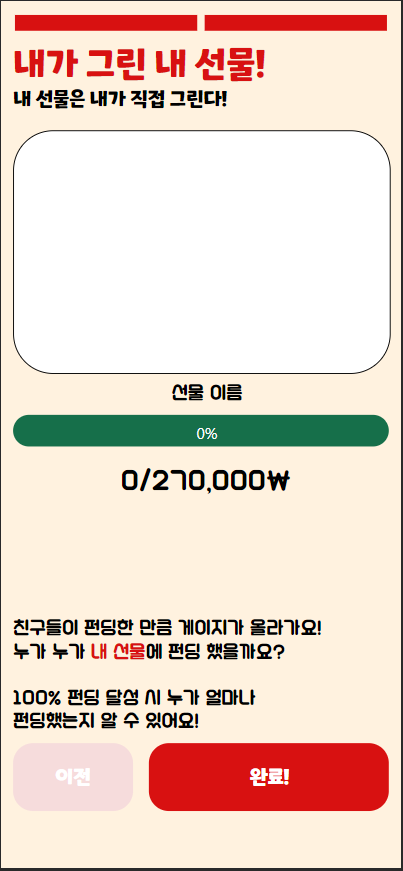 내가 그린 내 선물!
내 선물은 내가 직접 그린다!
선물 이름
0%
0/270,000₩
친구들이 펀딩한 만큼 게이지가 올라가요!
누가 누가 내 선물에 펀딩 했을까요?
100% 펀딩 달성 시 누가 얼마나
펀딩했는지 알 수 있어요!
이전
완료!